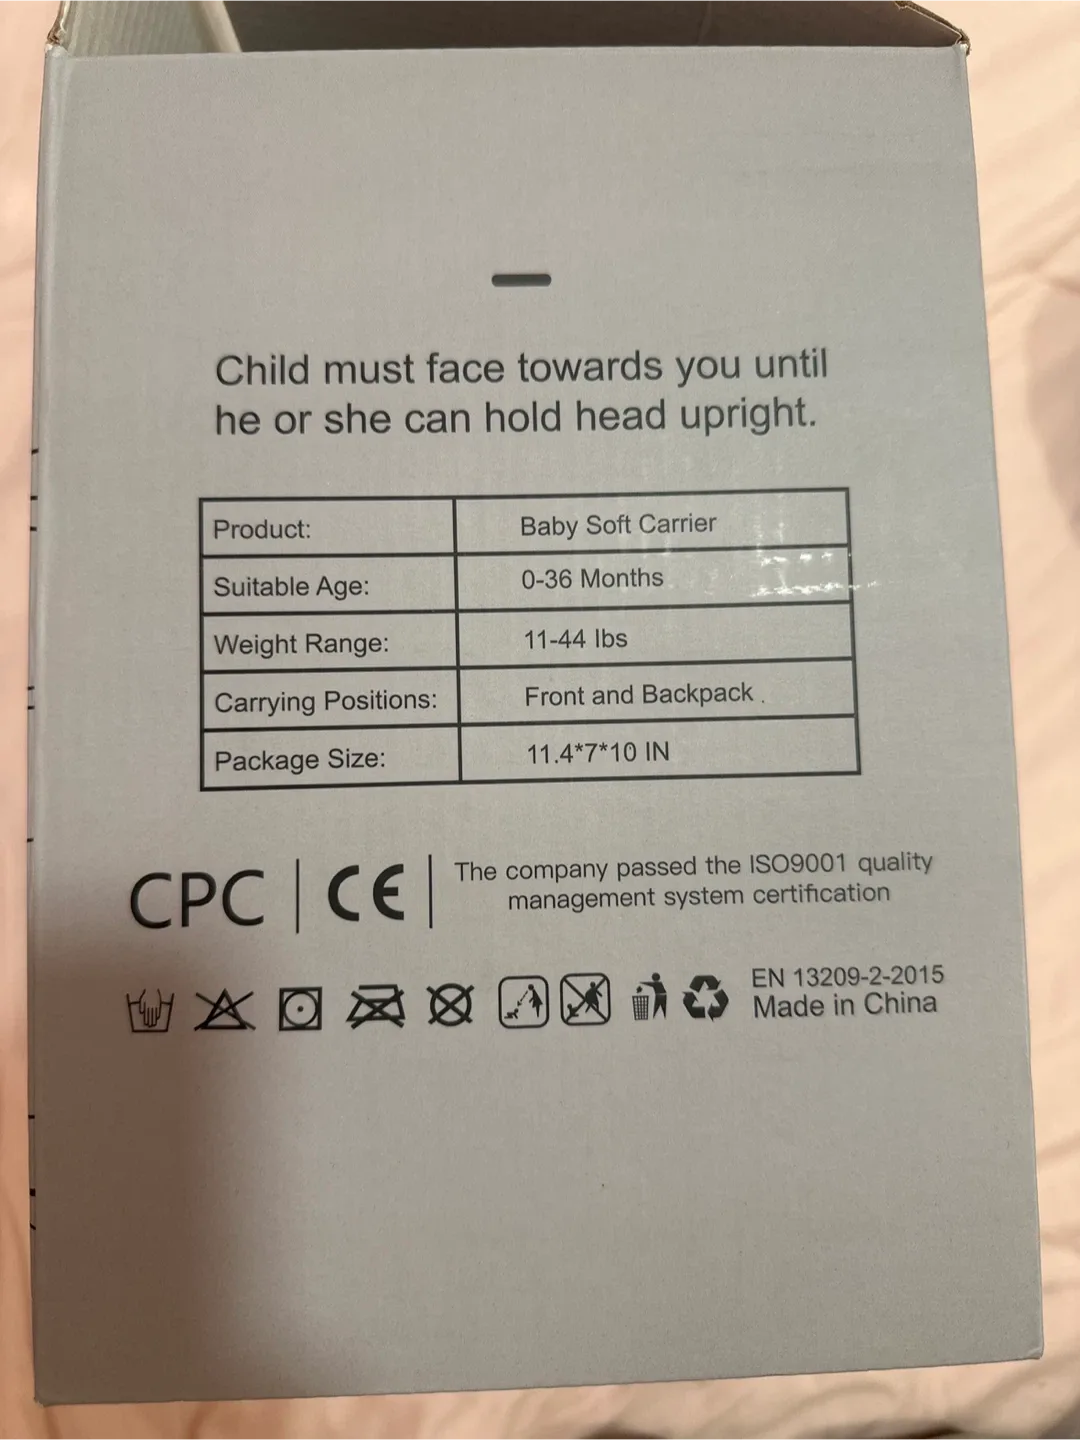 Child must face towards you until
he or she can hold head upright.
Product: Baby Soft Carrier
Suitable Age: 0-36 Months
Weight Range: 11-44 lbs
Carrying Positions: Front and Backpack .
Package Size: 11.4*7*10 IN
CPC | CE | The company passed the ISO9001 quality
management system certification
EN 13209-2-2015
Made in China